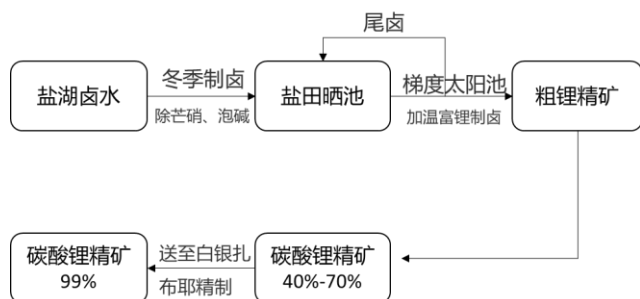 尾卤
盐湖卤水
冬季制卤
除芒硝、泡碱
盐田晒池
梯度太阳池
加温富锂制卤
粗锂精矿
碳酸锂精矿
99%
送至白银扎
布耶精制
碳酸锂精矿
40%-70%